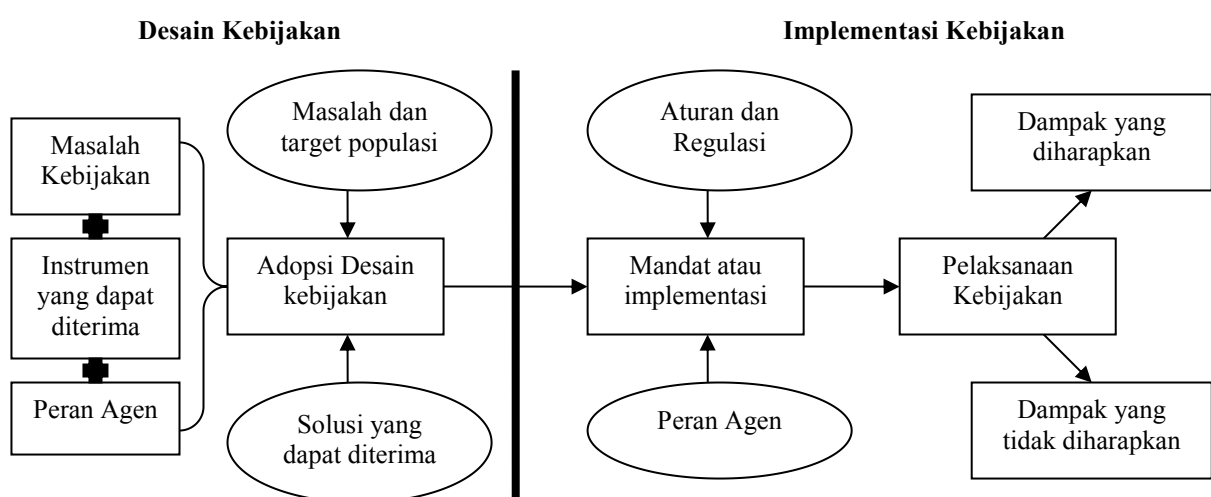 Desain Kebijakan
Implementasi Kebijakan
Masalah
Kebijakan
Instrumen
yang dapat
diterima
Peran Agen
Masalah dan
target populasi
Adopsi Desain
kebijakan
Solusi yang
dapat diterima
Aturan dan
Regulasi
Mandat atau
implementasi
Peran Agen
Pelaksanaan
Kebijakan
Dampak yang
diharapkan
Dampak yang
tidak diharapkan